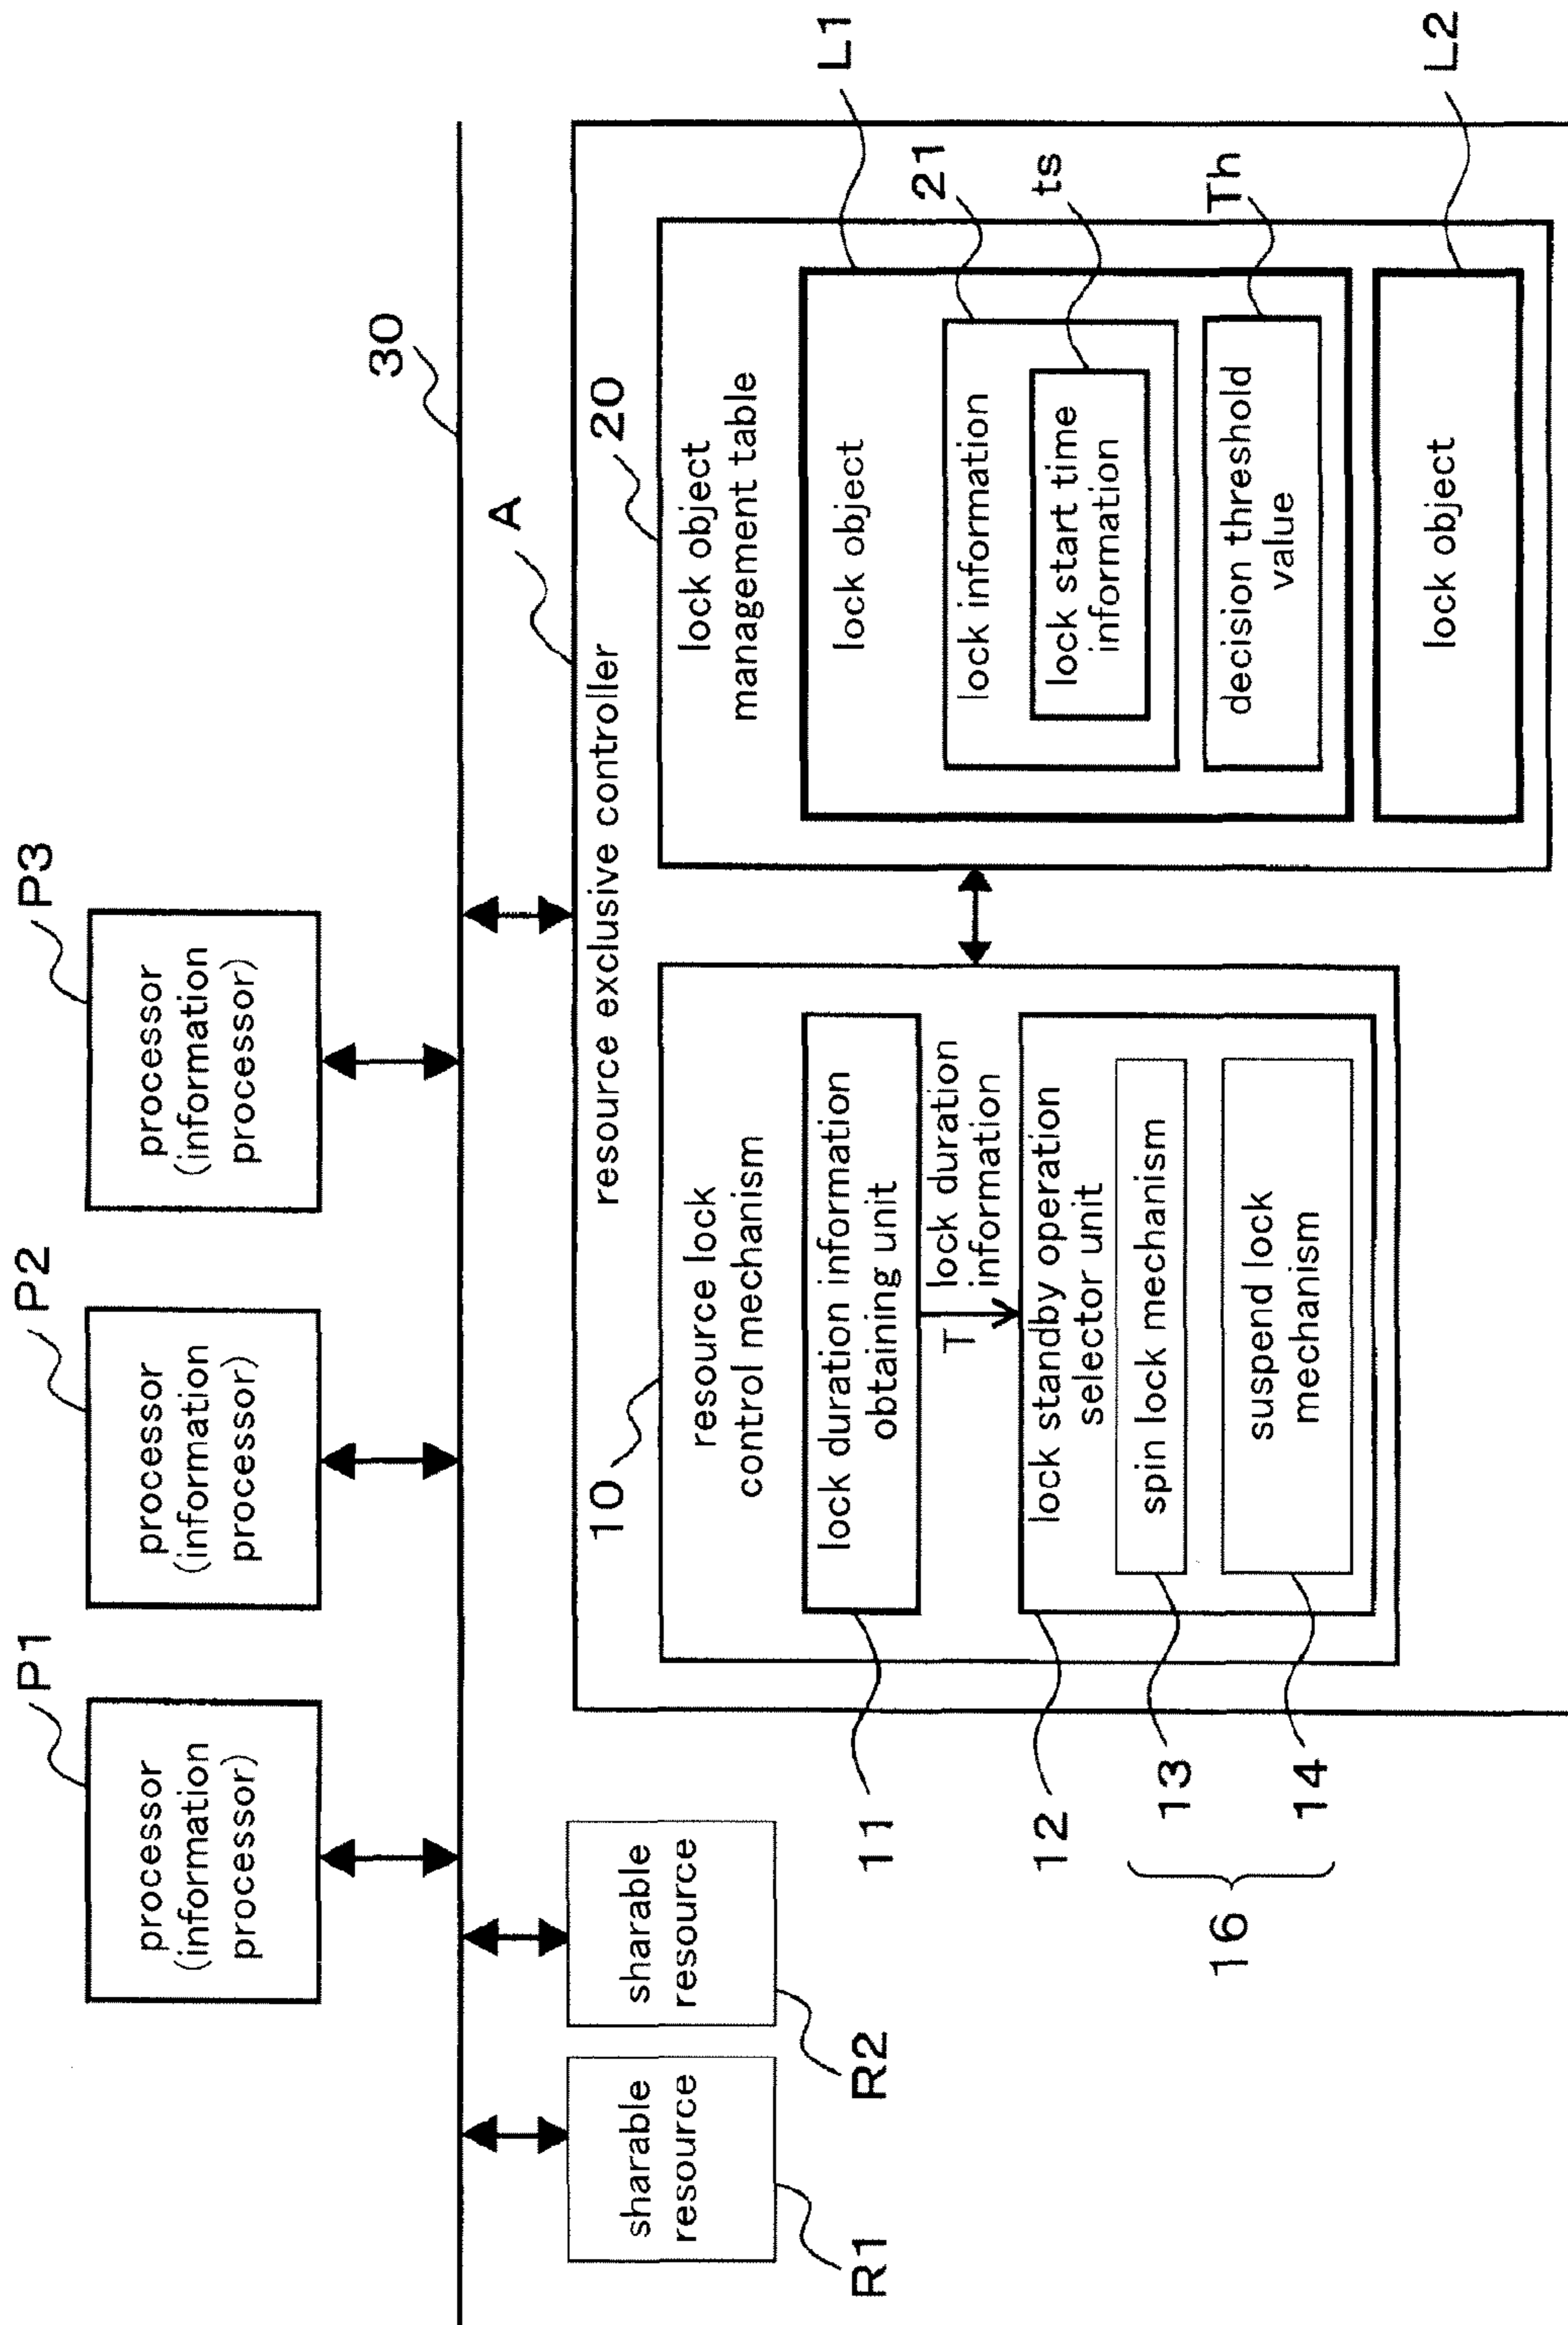 P1
P2
P3
processor
(information
processor)
processor
(information
processor)
processor
(information
processor)
30
sharable
resource
R1
sharable
resource
R2
A
resource exclusive controller
10
resource lock
control mechanism
11
lock duration information
obtaining unit
T
lock duration
information
12
lock standby operation
selector unit
13
spin lock mechanism
14
suspend lock
mechanism
16
20
lock object
management table
L1
lock object
21
lock information
ts
lock start time
information
Th
decision threshold
value
L2
lock object